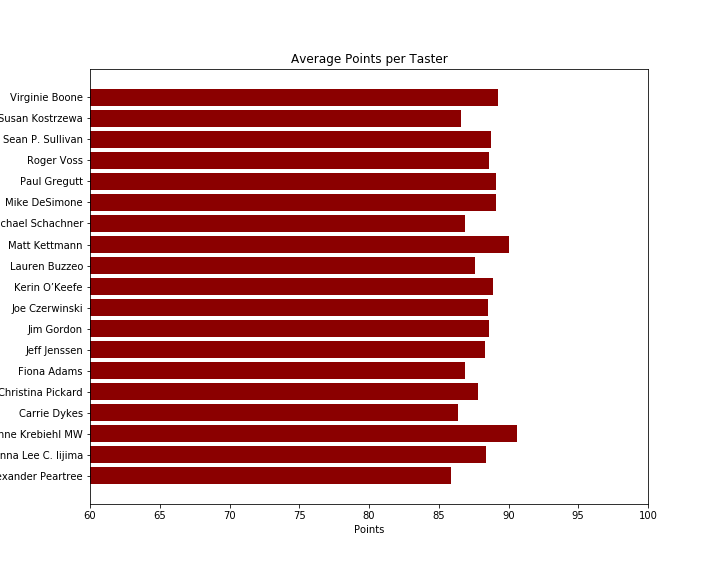 Average Points per Taster
Virginie Boone
Susan Kostrzewa
Sean P. Sullivan
Roger Voss
Paul Gregutt
Mike DeSimone
chael Schachner
Matt Kettmann
Lauren Buzzeo
Kerin O’Keefe
Joe Czerwinski
Jim Gordon
Jeff Jenssen
Fiona Adams
Christina Pickard
Carrie Dykes
nne Krebiehl MW
nna Lee C. Iijima
exander Peartree
60 65 70 75 80 85 90 95 100
Points